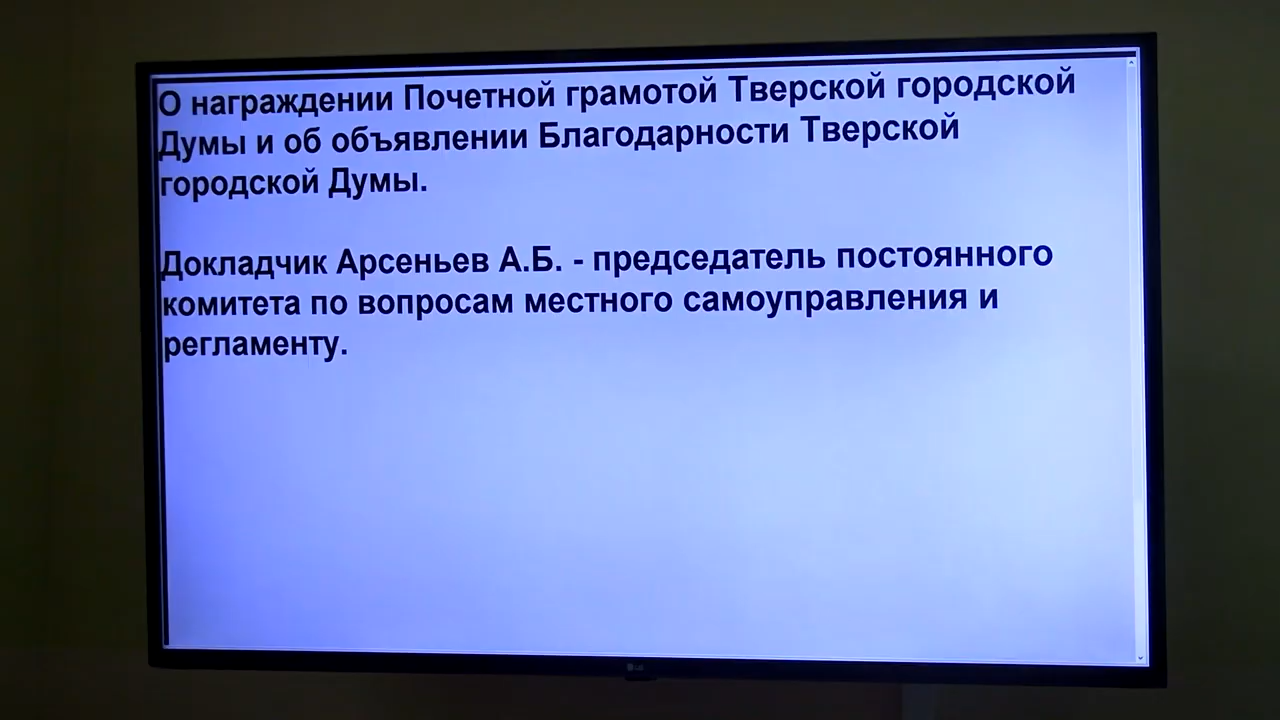 О награждении Почетной грамотой Тверской городской
Думы и об объявлении Благодарности Тверской
городской Думы.
Докладчик Арсеньев А.Б. - председатель постоянного
комитета по вопросам местного самоуправления и
регламенту.
LG